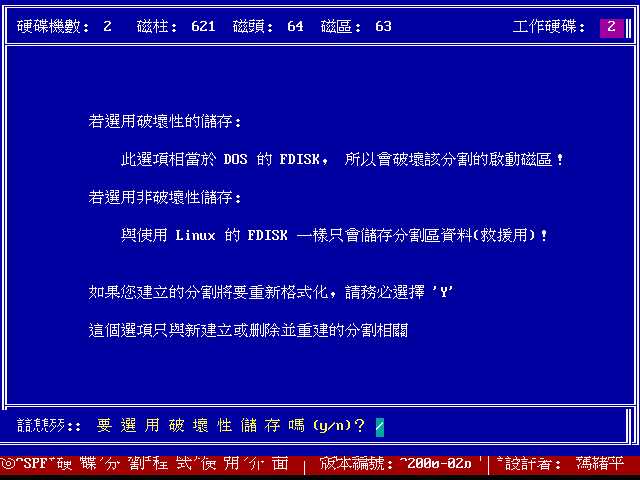 硬碟機數: 2 磁柱: 621 磁頭: 64 磁區: 63 工作硬碟: 2
若選用破壞性的儲存:
此選項相當於 DOS 的 FDISK, 所以會破壞該分割的啟動磁區!
若選用非破壞性儲存:
與使用 Linux 的 FDISK 一樣只會儲存分割區資料(救援用)!
如果您建立的分割將要重新格式化,請務必選擇 'Y'
這個選項只與新建立或刪除並重建的分割相關
要選用破壞性儲存嗎(y/n)?
SPF硬碟分割程式使用介面 版本編號: 設計者: 馮緒平